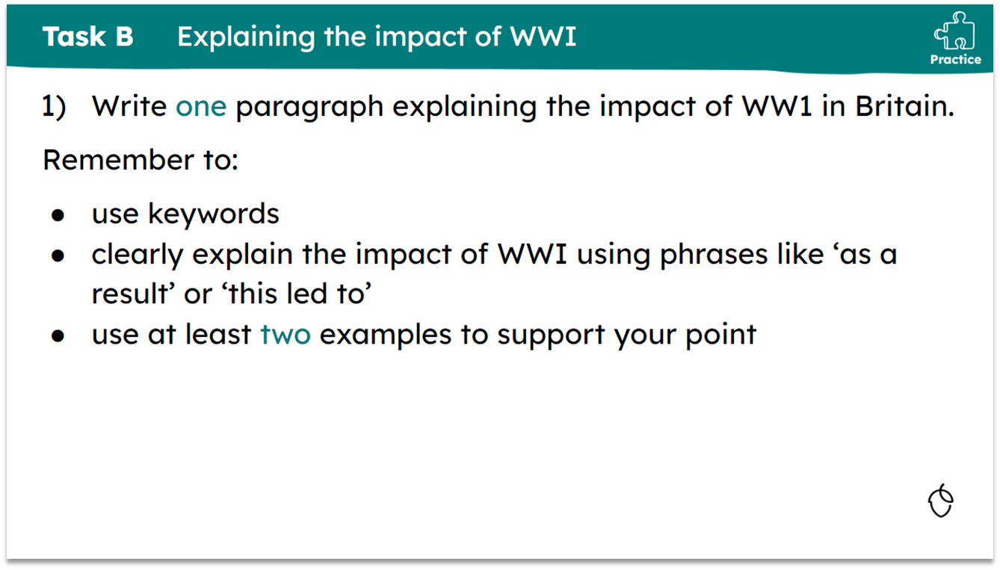 Task B Explaining the impact of WWI
Practice
1) Write one paragraph explaining the impact of WW1 in Britain.
Remember to:
● use keywords
● clearly explain the impact of WWI using phrases like ‘as a
result’ or ‘this led to’
● use at least two examples to support your point